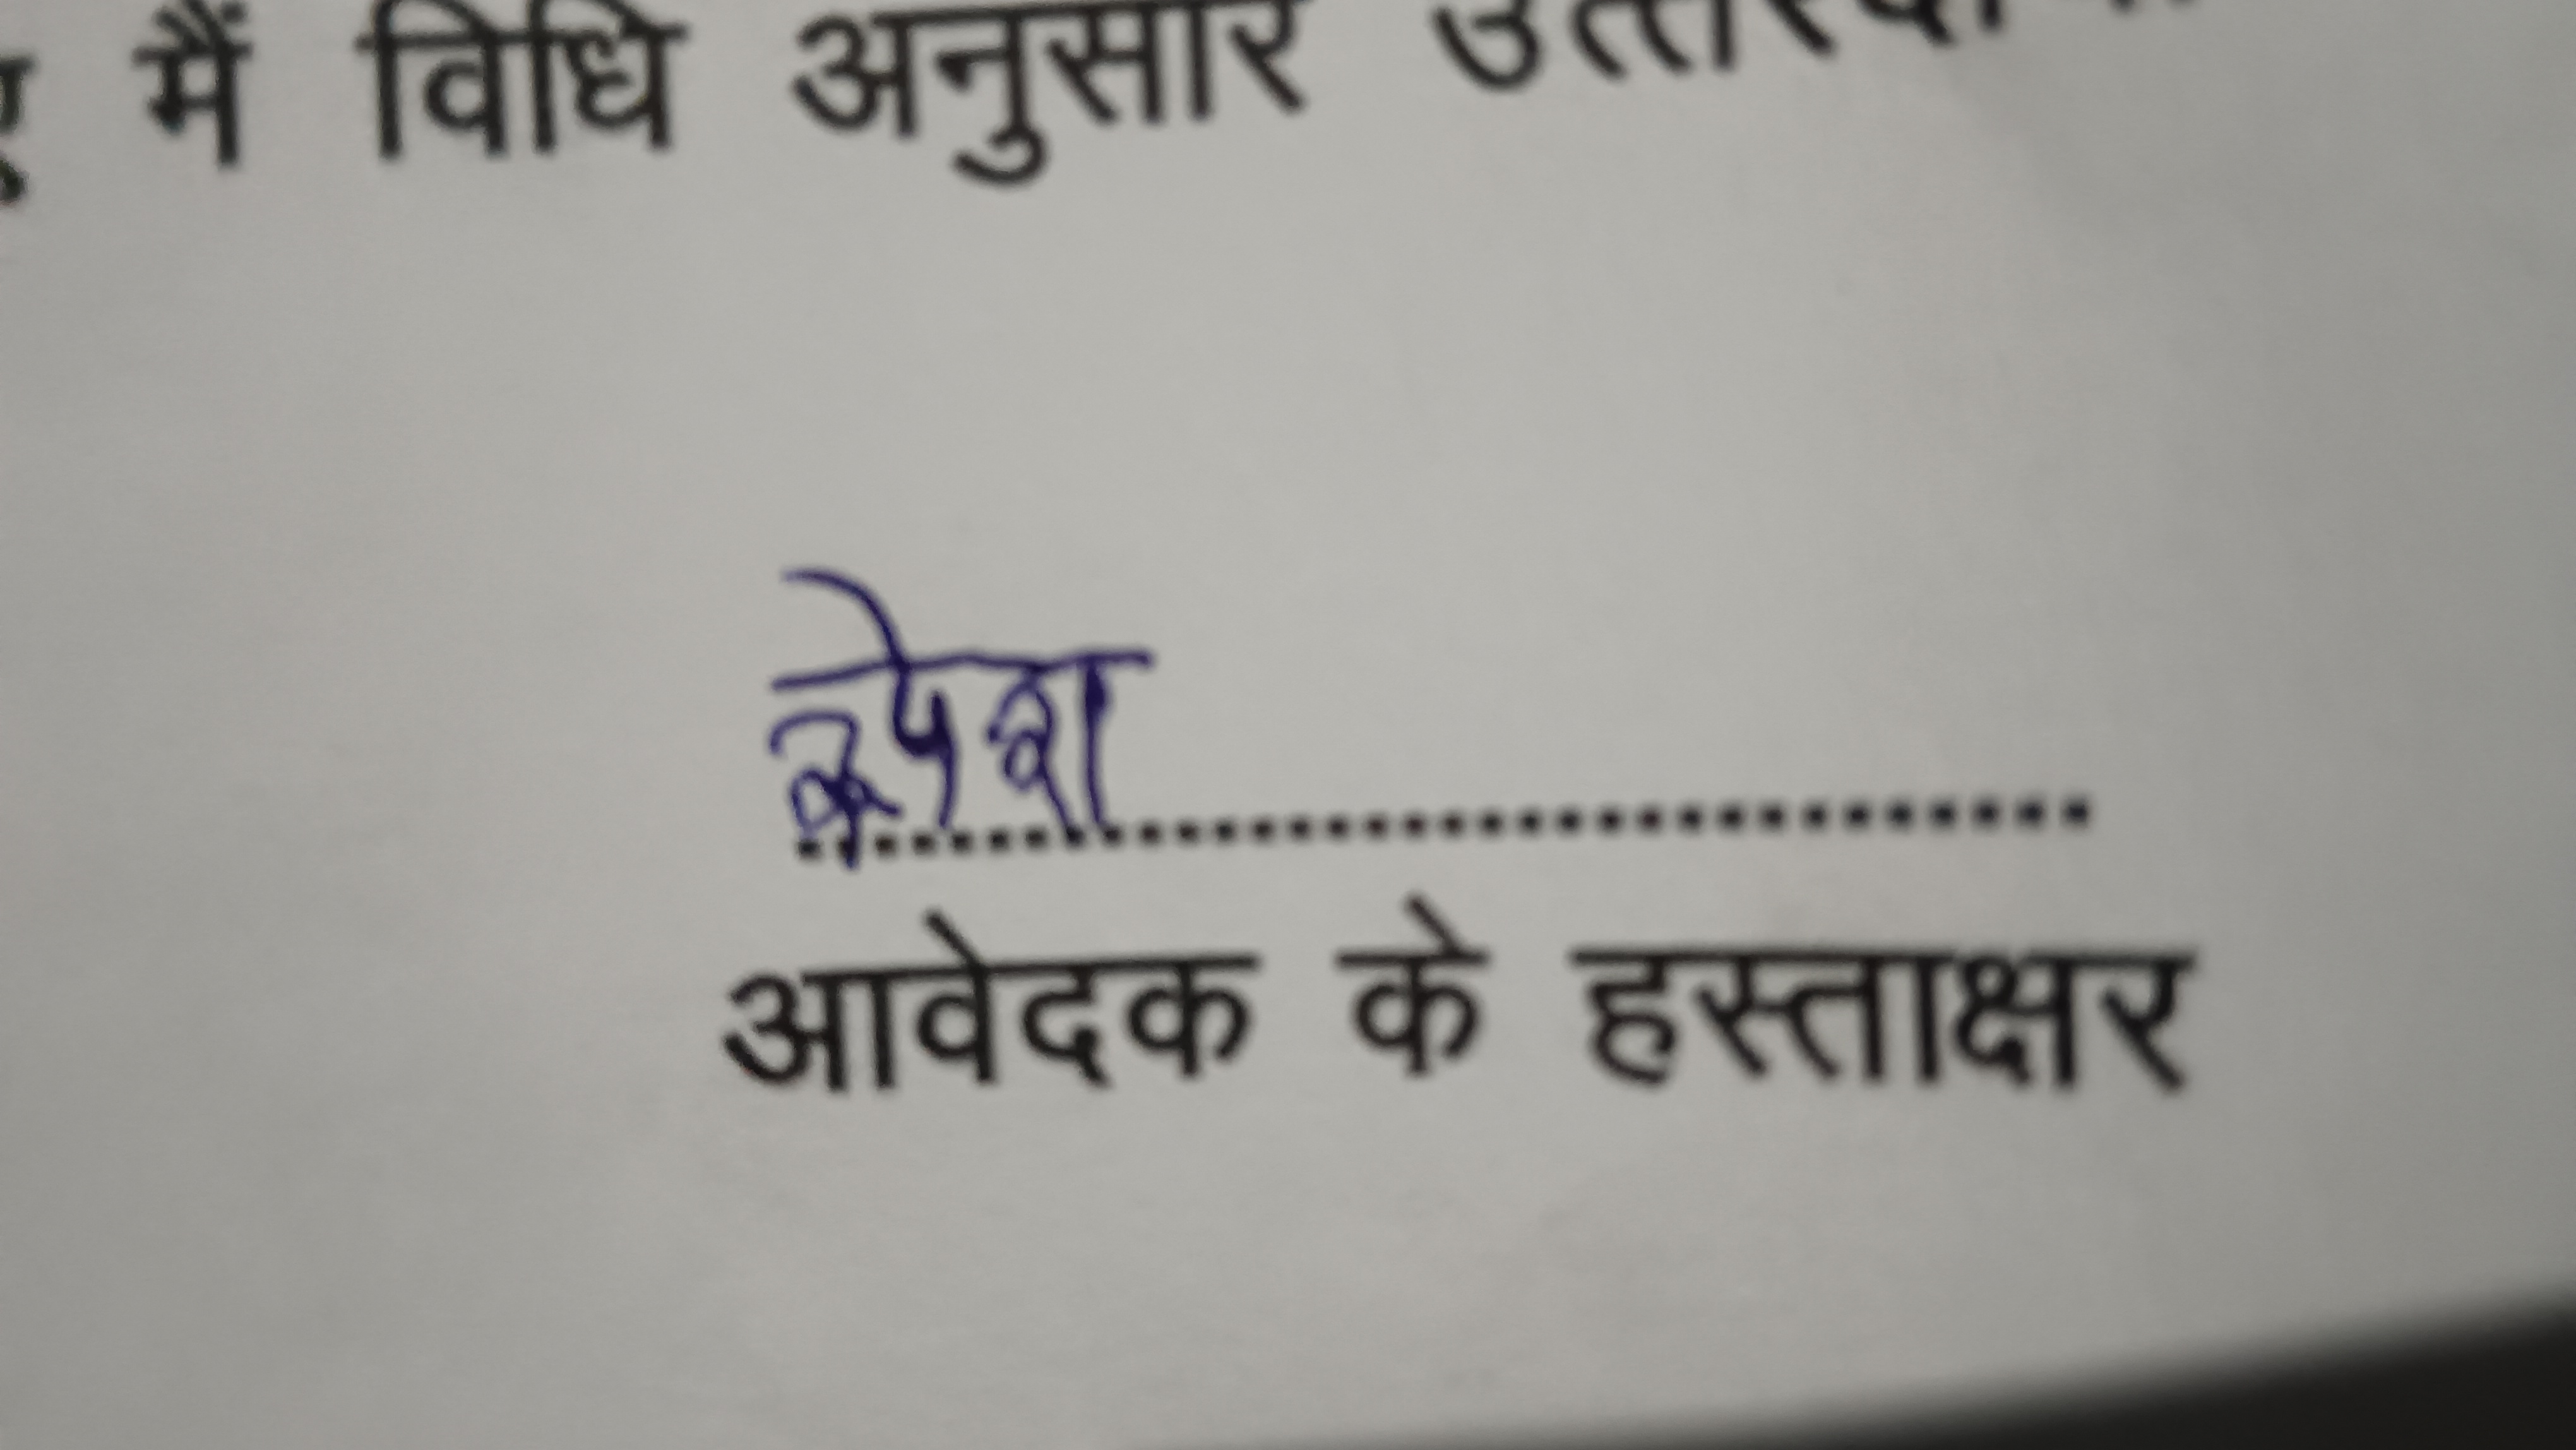 में विधि अनुसार
रूपेश
आवेदक के हस्ताक्षर